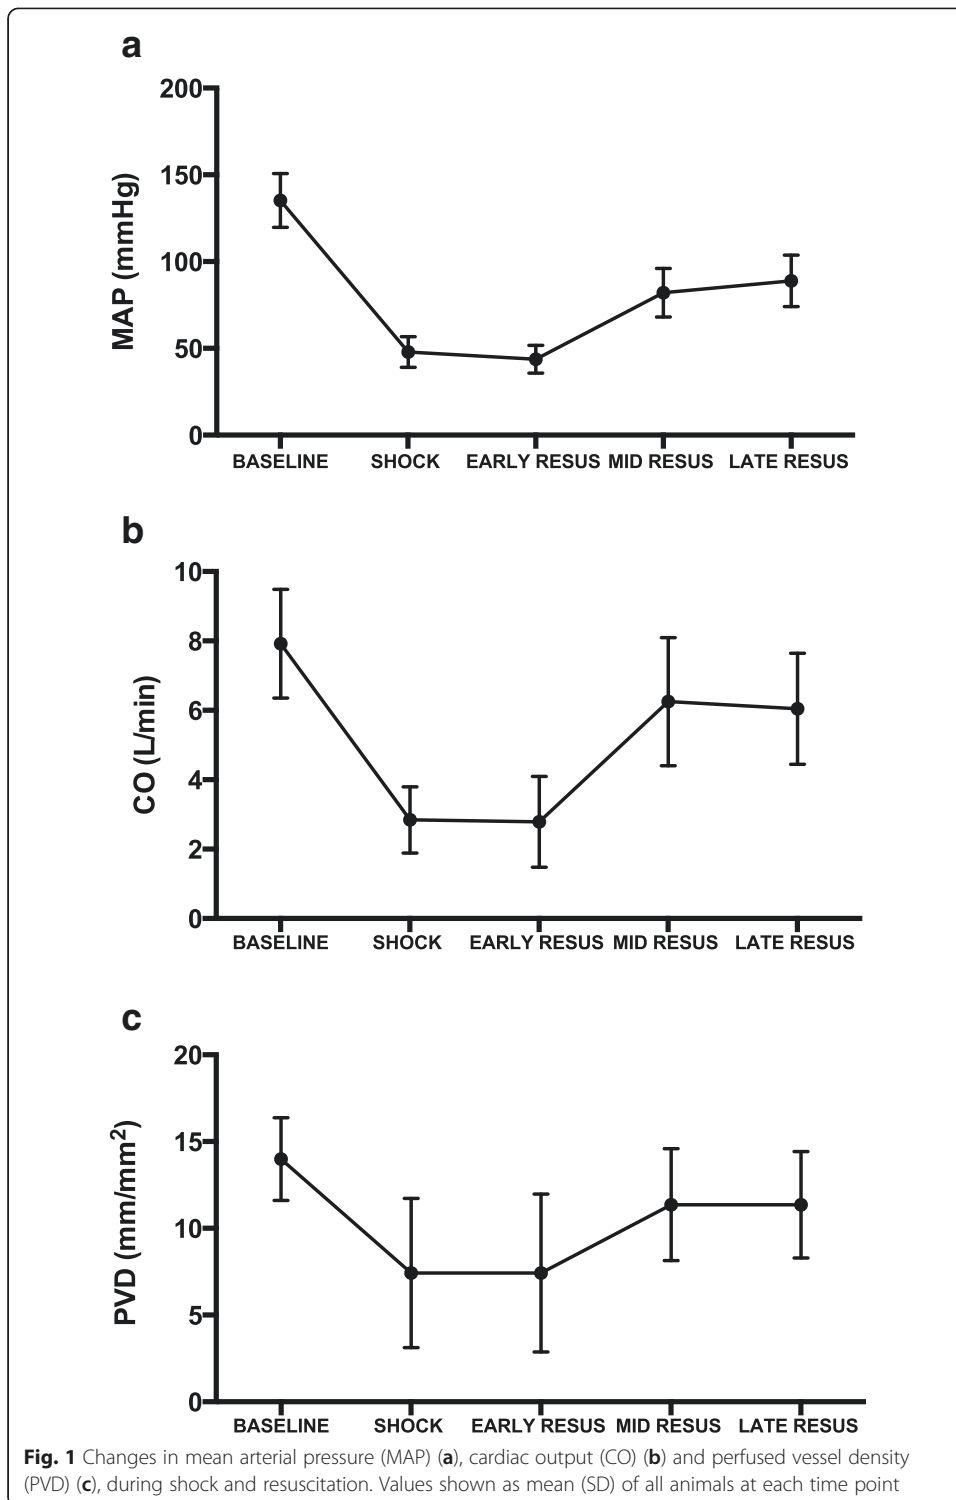 a
200
150
100
50
0
MAP (mmHg)
BASELINE SHOCK EARLY RESUS MID RESUS LATE RESUS
b
10
8
6
4
2
0
CO (L/min)
BASELINE SHOCK EARLY RESUS MID RESUS LATE RESUS
c
20
15
10
5
0
PVD (mm/mm²)
BASELINE SHOCK EARLY RESUS MID RESUS LATE RESUS
Fig. 1 Changes in mean arterial pressure (MAP) (a), cardiac output (CO) (b) and perfused vessel density
(PVD) (c), during shock and resuscitation. Values shown as mean (SD) of all animals at each time point